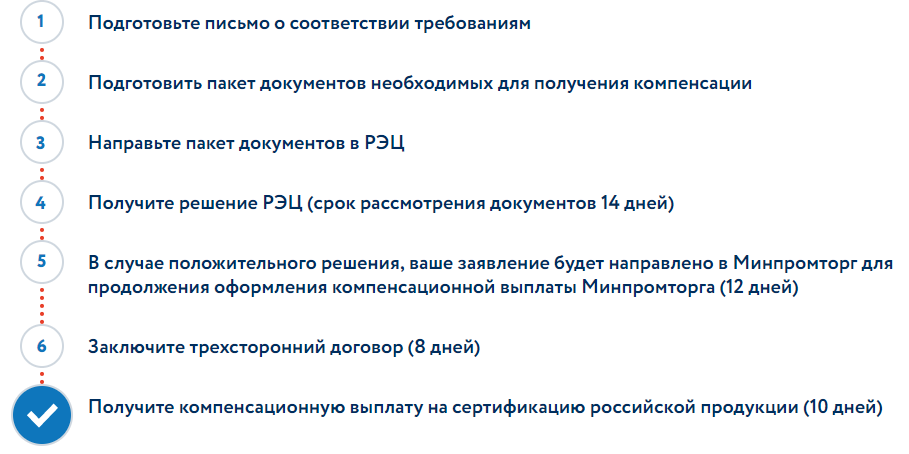 1 Подготовьте письмо о соответствии требованиям
2 Подготовить пакет документов необходимых для получения компенсации
3 Направьте пакет документов в РЭЦ
4 Получите решение РЭЦ (срок рассмотрения документов 14 дней)
5 В случае положительного решения, ваше заявление будет направлено в Минпромторг для
продолжения оформления компенсационной выплаты Минпромторга (12 дней)
6 Заключите трехсторонний договор (8 дней)
Получите компенсационную выплату на сертификацию российской продукции (10 дней)